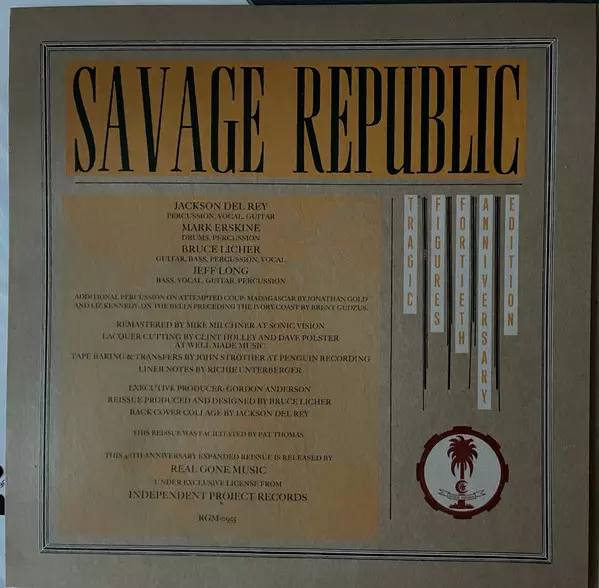 SAVAGE REPUBLIC
JACKSON DEL REY
PERCUSSION, VOCAL, GUITAR
MARK ERSKINE
DRUMS, PERCUSSION
BRUCE LICHER
GUITAR, BASS, PERCUSSION, VOCAL
JEFF LONG
BASS, VOCAL, GUITAR, PERCUSSION
ADDITIONAL PERCUSSION ON ATTEMPTED COUP: MADAGASCAR BY JONATHAN GOLD
AND LIZ KENNEDY. ON THE BELLS PRECEDING THE IVORY COAST BY BRENT GUDZUS.
REMASTERED BY MIKE MILCHNER AT SONIC VISION
LACQUER CUTTING BY CLINT HOLLEY AND DAVE POLSTER
AT WELL MADE MUSIC
TAPE BAKING & TRANSFERS BY JOHN STROTHER AT PENGUIN RECORDING
LINER NOTES BY RICHIE UNTERBERGER
EXECUTIVE PRODUCER: GORDON ANDERSON
REISSUE PRODUCED AND DESIGNED BY BRUCE LICHER
BACK COVER COLLAGE BY JACKSON DEL REY
THIS REISSUE WAS FACILITATED BY PAT THOMAS
THIS 40TH ANNIVERSARY EXPANDED REISSUE IS RELEASED BY
REAL GONE MUSIC
UNDER EXCLUSIVE LICENSE FROM
INDEPENDENT PROJECT RECORDS
RGM-0955
TRAGIC
FIGURES
FORTIETH
ANNIVERSARY
EDITION